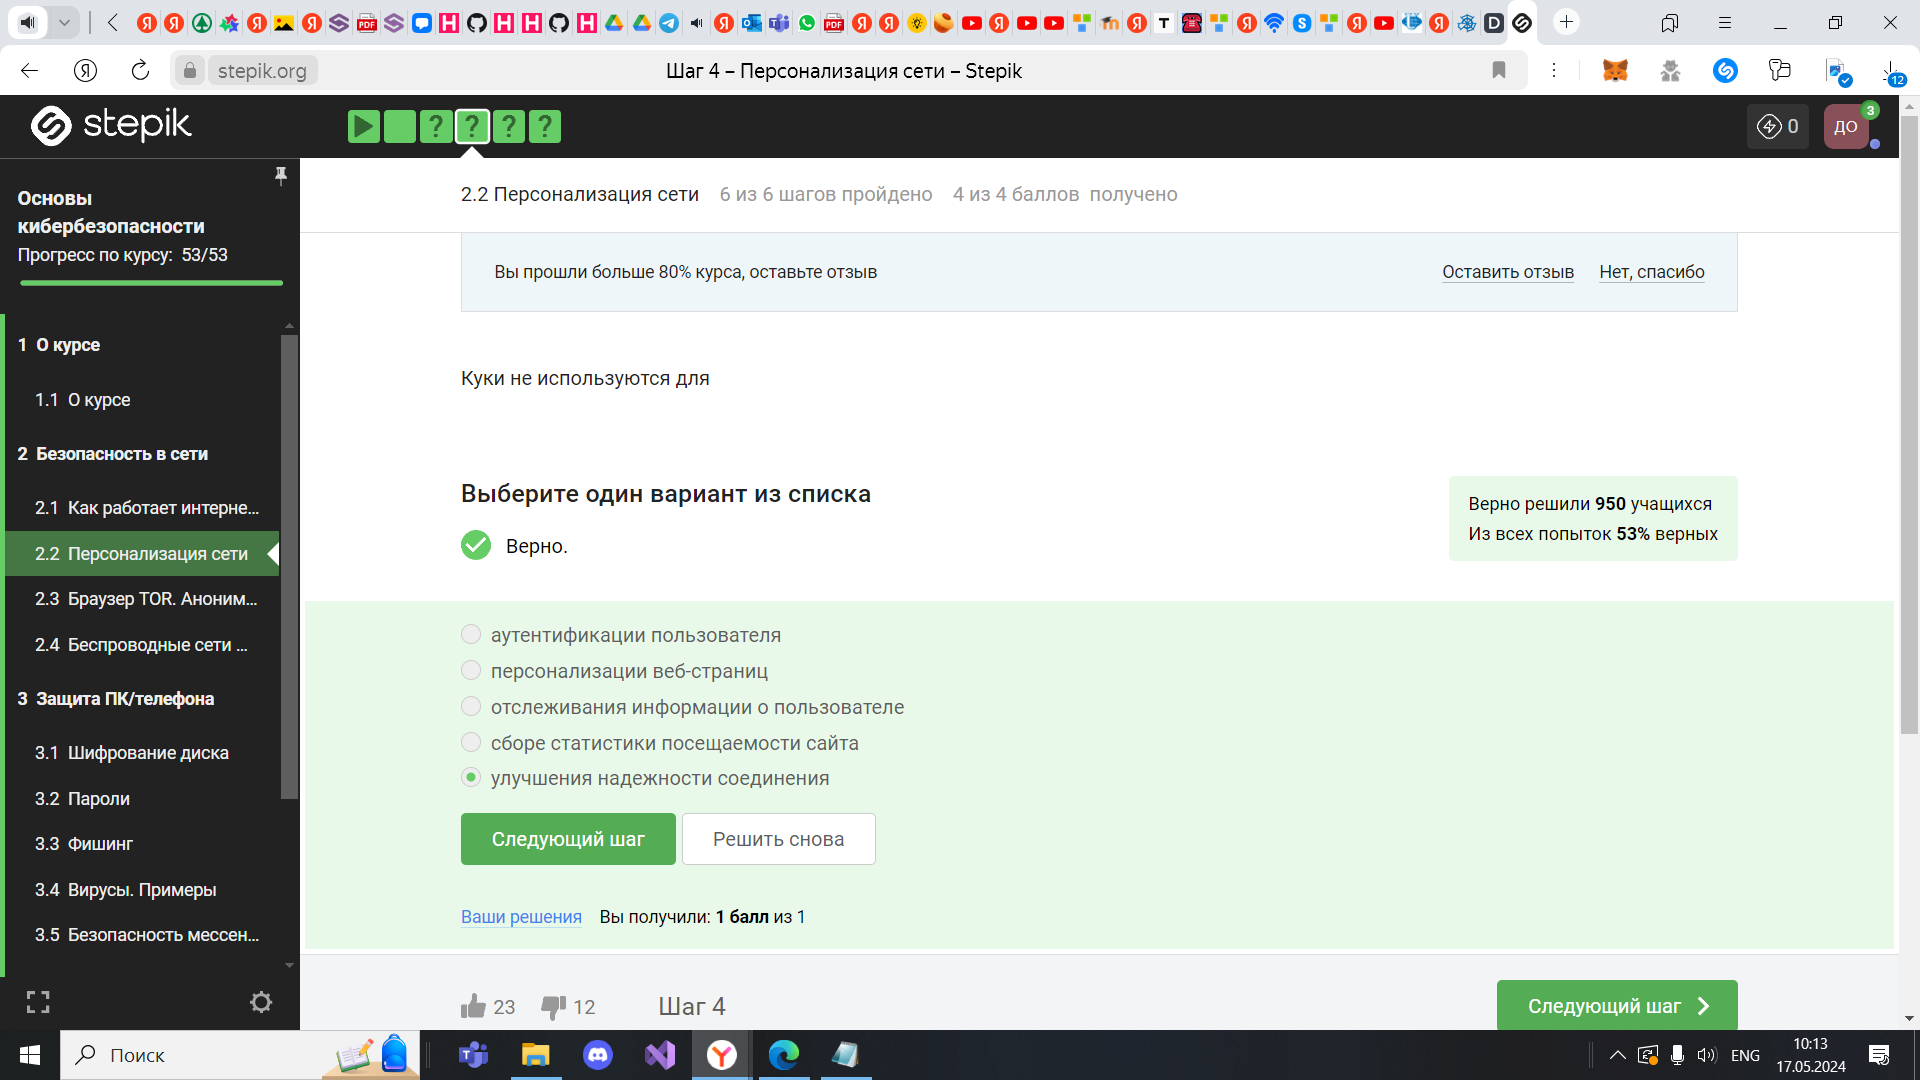 stepik.org
Шаг 4 – Персонализация сети – Stepik
12
stepik
0
ДО
3
Основы
кибербезопасности
Прогресс по курсу: 53/53
1 О курсе
1.1 О курсе
2 Безопасность в сети
2.1 Как работает интерне...
2.2 Персонализация сети
2.3 Браузер TOR. Аноним...
2.4 Беспроводные сети ...
3 Защита ПК/телефона
3.1 Шифрование диска
3.2 Пароли
3.3 Фишинг
3.4 Вирусы. Примеры
3.5 Безопасность мессен...
2.2 Персонализация сети 6 из 6 шагов пройдено 4 из 4 баллов получено
Вы прошли больше 80% курса, оставьте отзыв Оставить отзыв Нет, спасибо
Куки не используются для
Выберите один вариант из списка
Верно.
Верно решили 950 учащихся
Из всех попыток 53% верных
аутентификации пользователя
персонализации веб-страниц
отслеживания информации о пользователе
сборе статистики посещаемости сайта
улучшения надежности соединения
Следующий шаг Решить снова
Ваши решения Вы получили: 1 балл из 1
23 12 Шаг 4 Следующий шаг
Поиск
ENG
10:13
17.05.2024